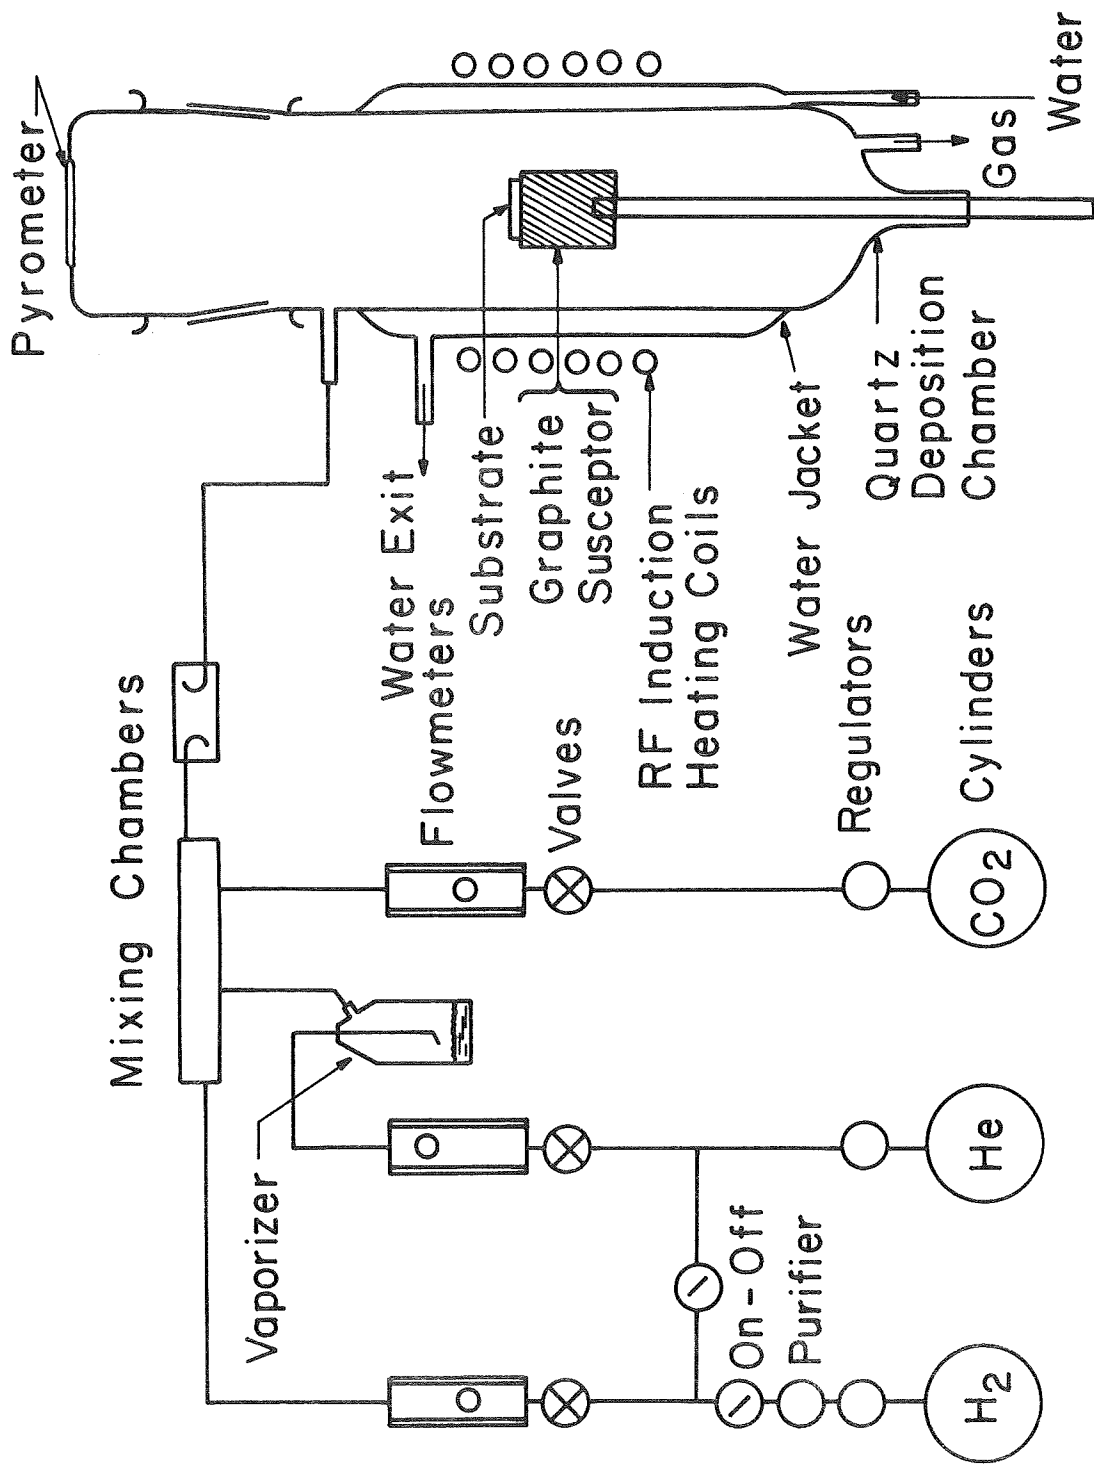 Pyrometer
Mixing Chambers
Vaporizer
Water Exit
Flowmeters
Substrate
Graphite
Susceptor
Valves
RF Induction
Heating Coils
On-Off
Purifier
Water Jacket
Regulators
Quartz
Deposition
Chamber
Gas
Water
Cylinders
H2
He
CO2